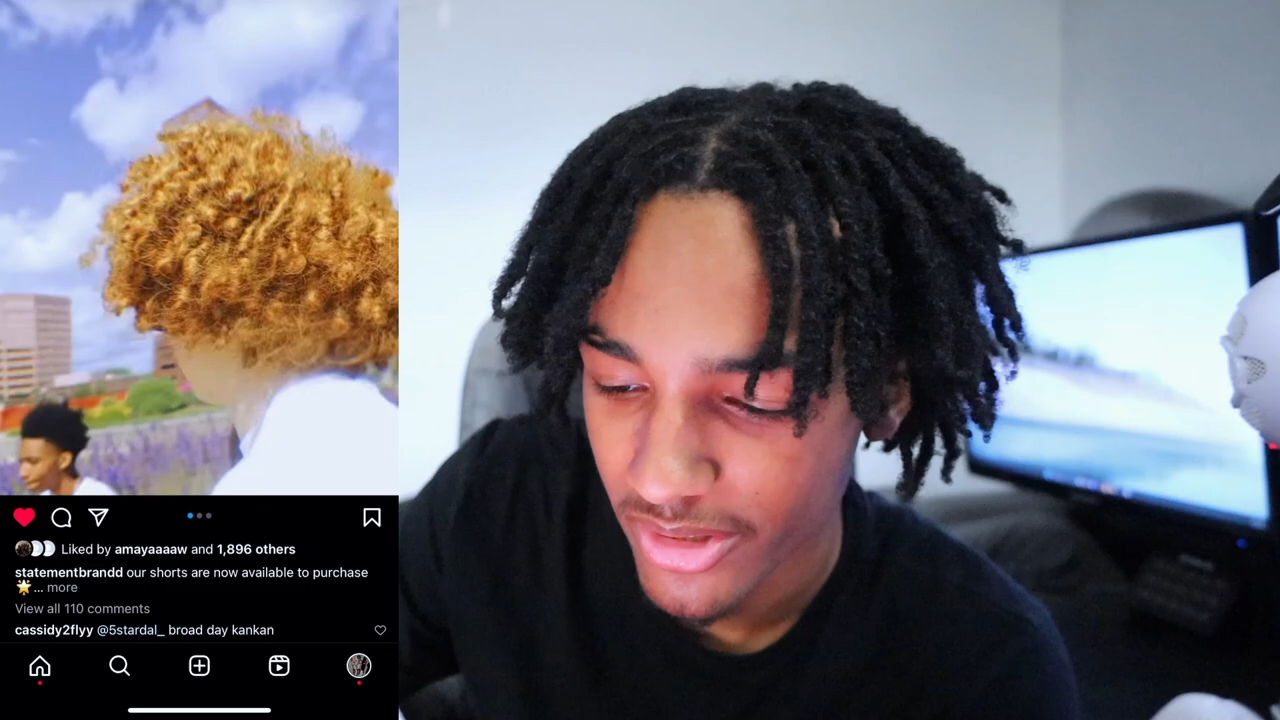 Liked by amayaaaaw and 1,896 others
statementbrandd our shorts are now available to purchase
🌟... more
View all 110 comments
cassidy2flyy @5stardal_ broad day kankan